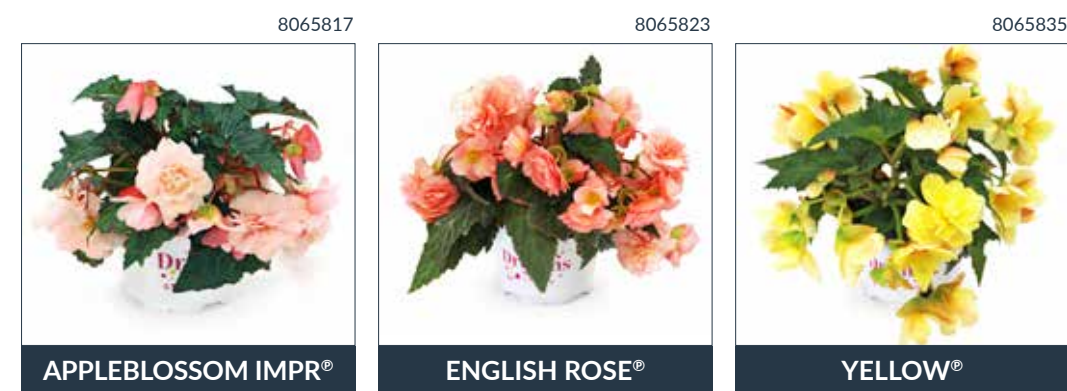 8065817
8065823
8065835
APPLEBLOSSOM IMPR℗
ENGLISH ROSE℗
YELLOW℗